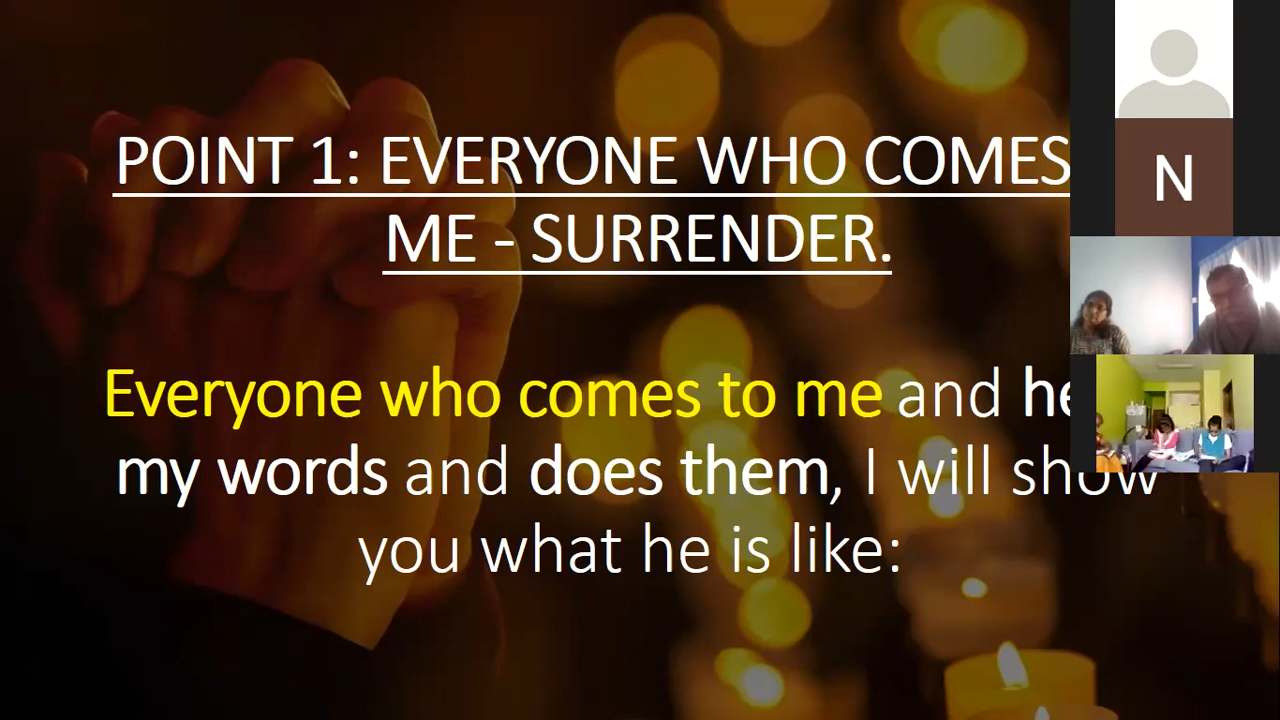 POINT 1: EVERYONE WHO COMES
ME - SURRENDER.
Everyone who comes to me and
my words and does them, I will show
you what he is like:
N